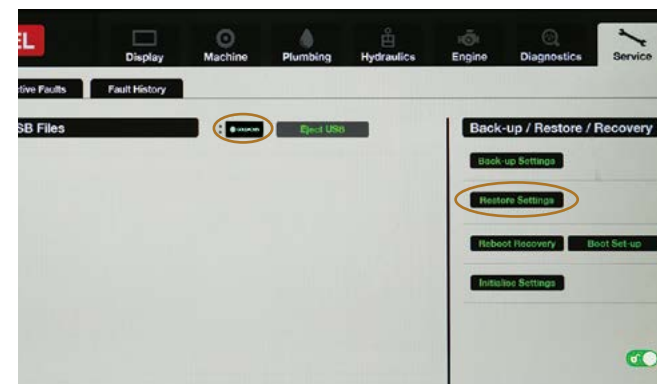 EL
Display Machine Plumbing Hydraulics Engine Diagnostics Service
tive Faults Fault History
SB Files : Eject USB Back-up / Restore / Recovery
Back-up Settings
Restore Settings
Reboot Recovery Boot Set-up
Initialise Settings